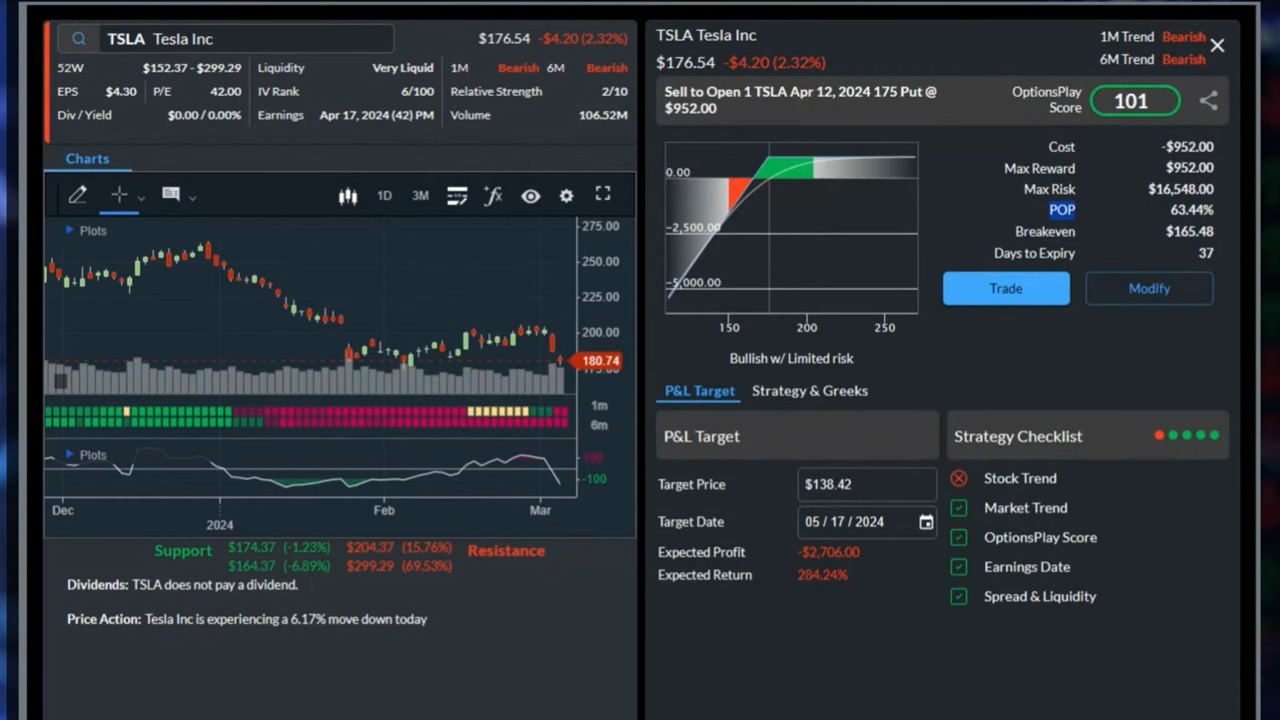 TSLA Tesla Inc
$176.54 -$4.20 (2.32%)
52W $152.37 - $299.29 Liquidity Very Liquid 1M Bearish 6M Bearish
EPS $4.30 P/E 42.00 IV Rank 6/100 Relative Strength 2/10
Div / Yield $0.00 / 0.00% Earnings Apr 17, 2024 (42) PM Volume 106.52M
Charts
1D 3M
Plots
275.00
250.00
225.00
200.00
180.74
175.00
1m
6m
Plots
100
-100
Dec Feb Mar
2024
Support $174.37 (-1.23%) $204.37 (15.76%) Resistance
$164.37 (-6.89%) $299.29 (69.53%)
Dividends: TSLA does not pay a dividend.
Price Action: Tesla Inc is experiencing a 6.17% move down today
TSLA Tesla Inc
$176.54 -$4.20 (2.32%)
1M Trend Bearish
6M Trend Bearish
Sell to Open 1 TSLA Apr 12, 2024 175 Put @
$952.00
OptionsPlay
Score
101
0.00
-2,500.00
-5,000.00
150 200 250
Bullish w/ Limited risk
Cost -$952.00
Max Reward $952.00
Max Risk $16,548.00
POP 63.44%
Breakeven $165.48
Days to Expiry 37
Trade Modify
P&L Target Strategy & Greeks
P&L Target
Target Price $138.42
Target Date 05 / 17 / 2024
Expected Profit -$2,706.00
Expected Return 284.24%
Strategy Checklist
Stock Trend
Market Trend
OptionsPlay Score
Earnings Date
Spread & Liquidity